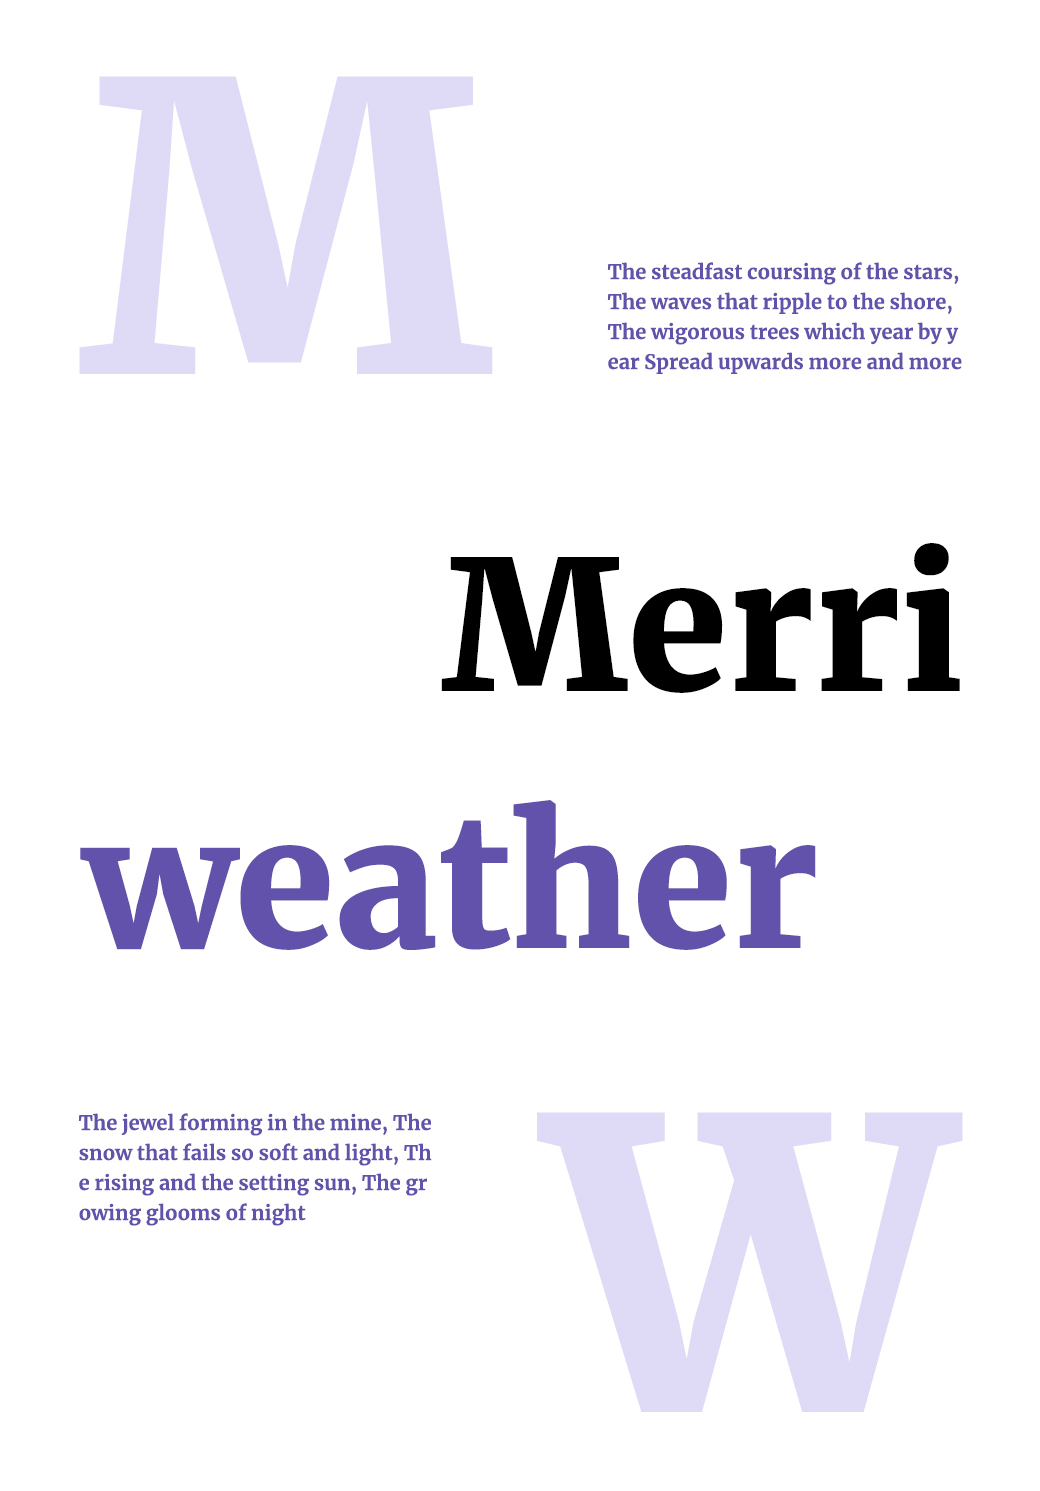 M
The steadfast coursing of the stars,
The waves that ripple to the shore,
The wigorous trees which year by y
ear Spread upwards more and more
Merri
weather
The jewel forming in the mine, The
snow that fails so soft and light, Th
e rising and the setting sun, The gr
owing glooms of night
W